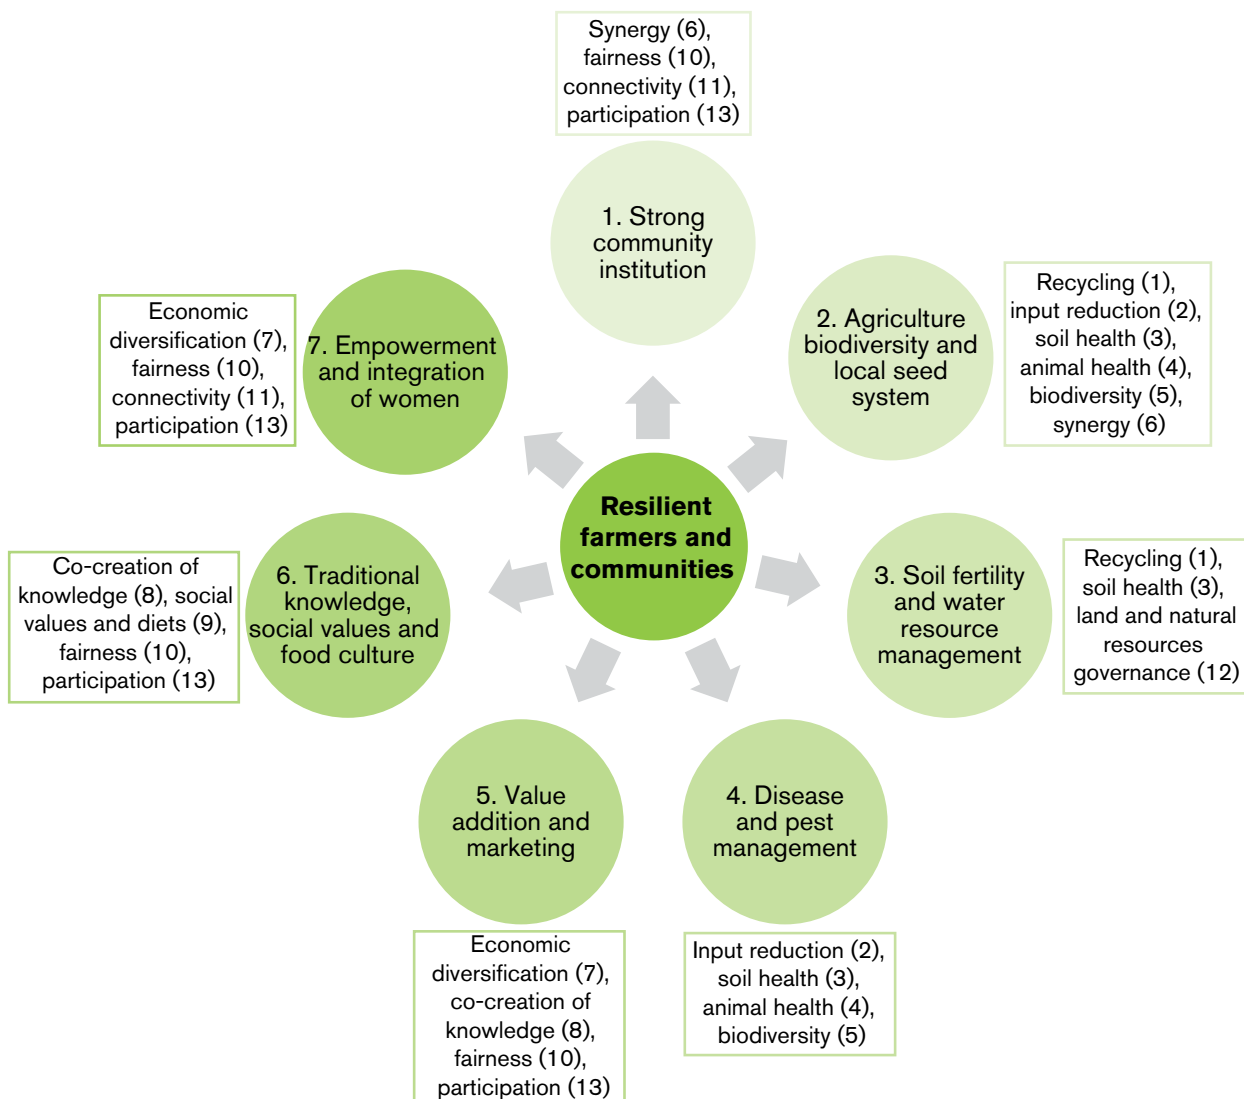 Synergy (6),
fairness (10),
connectivity (11),
participation (13)
1. Strong
community
institution
Recycling (1),
input reduction (2),
soil health (3),
animal health (4),
biodiversity (5),
synergy (6)
2. Agriculture
biodiversity and
local seed
system
Economic
diversification (7),
fairness (10),
connectivity (11),
participation (13)
7. Empowerment
and integration
of women
Resilient
farmers and
communities
Co-creation of
knowledge (8), social
values and diets (9),
fairness (10),
participation (13)
6. Traditional
knowledge,
social values and
food culture
3. Soil fertility
and water
resource
management
Recycling (1),
soil health (3),
land and natural
resources
governance (12)
5. Value
addition and
marketing
4. Disease
and pest
management
Economic
diversification (7),
co-creation of
knowledge (8),
fairness (10),
participation (13)
Input reduction (2),
soil health (3),
animal health (4),
biodiversity (5)